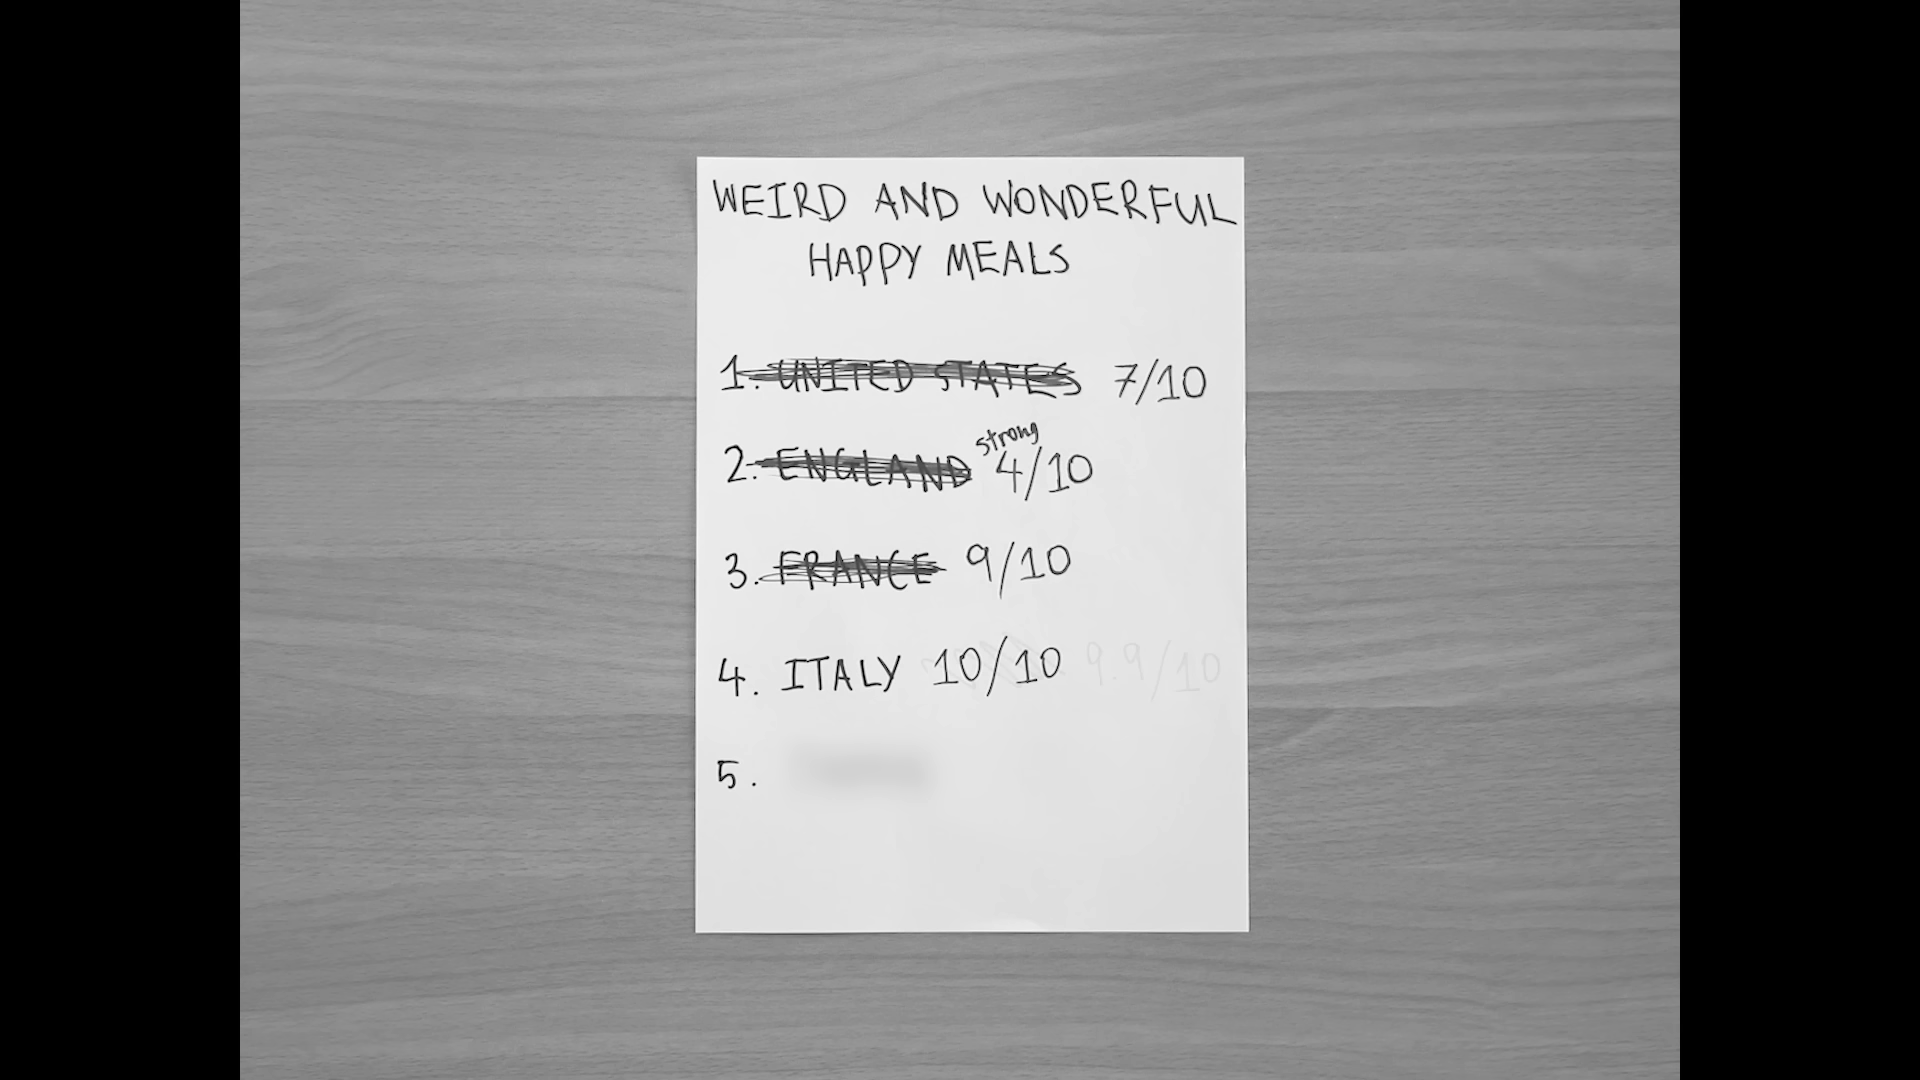 WEIRD AND WONDERFUL
HAPPY MEALS
1. UNITED STATES 7/10
strong
2. ENGLAND 4/10
3. FRANCE 9/10
4. ITALY 10/10 9.9/10
5.